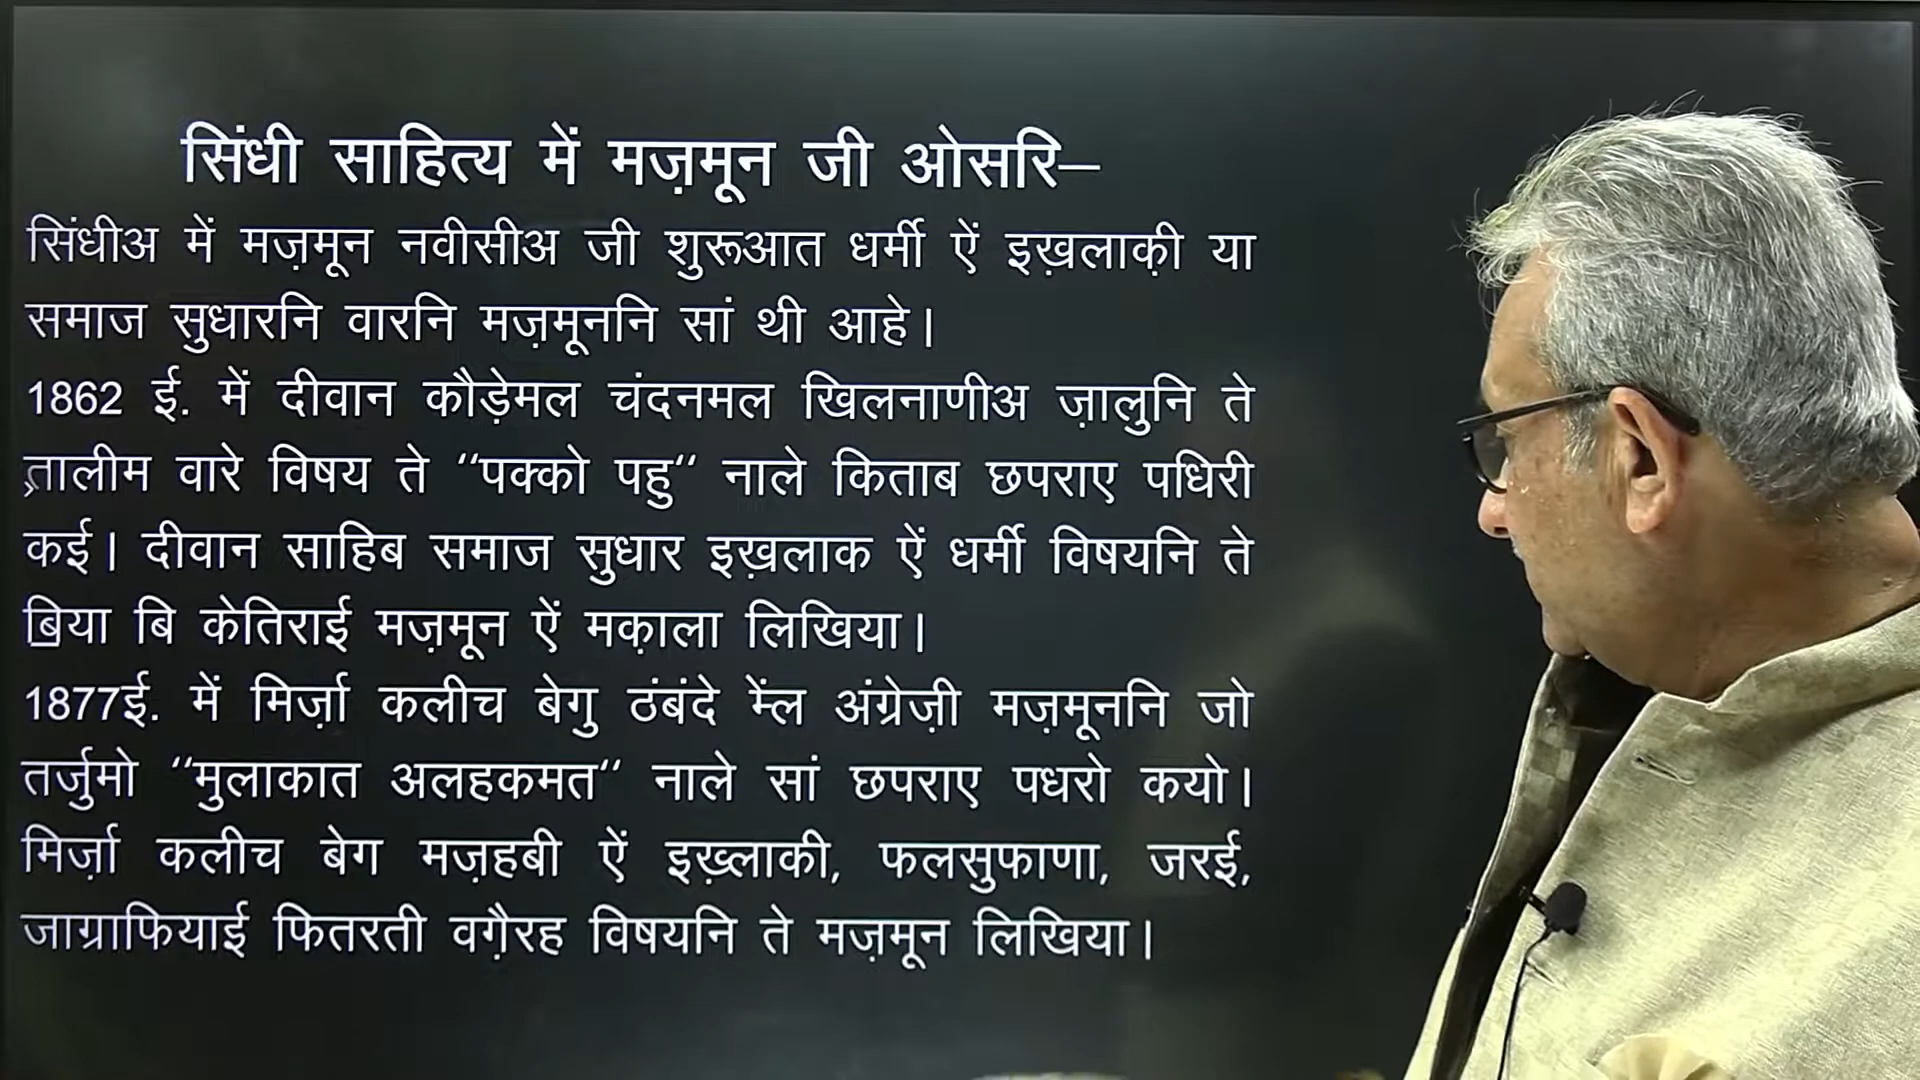 सिंधी साहित्य में मज़मून जी ओसरि–
सिंधीअ में मज़मून नवीसीअ जी शुरूआत धर्मी ऐं इख़लाक़ी या
समाज सुधारनि वारनि मज़मूननि सां थी आहे।
1862 ई. में दीवान कौड़ेमल चंदनमल खिलनाणीअ ज़ालुनि ते
तालीम वारे विषय ते ‘‘पक्को पहु‘‘ नाले किताब छपराए पधिरी
कई। दीवान साहिब समाज सुधार इख़लाक ऐं धर्मी विषयनि ते
ॿिया बि केतिराई मज़मून ऐं मक़ाला लिखिया।
1877ई. में मिर्ज़ा कलीच बेगु ठंबंदे म्ेंल अंग्रेज़ी मज़मूननि जो
तर्जुमो ‘‘मुलाकात अलहकमत‘‘ नाले सां छपराए पधरो कयो।
मिर्ज़ा कलीच बेग मज़हबी ऐं इख़्लाकी, फलसुफाणा, जरई,
जाग्राफियाई फितरती वग़ैरह विषयनि ते मज़मून लिखिया।